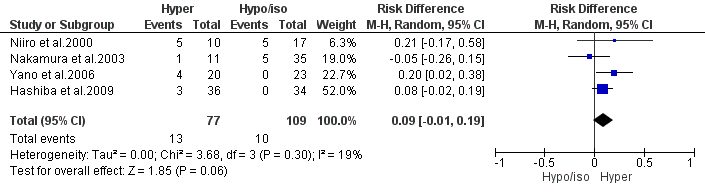 Hyper Hypo/iso Risk Difference Risk Difference
Study or Subgroup Events Total Events Total Weight M-H, Random, 95% CI M-H, Random, 95% CI
Niiro et al.2000 5 10 5 17 6.3% 0.21 [-0.17, 0.58]
Nakamura et al.2003 1 11 5 35 19.0% -0.05 [-0.26, 0.15]
Yano et al.2006 4 20 0 23 22.7% 0.20 [0.02, 0.38]
Hashiba et al.2009 3 36 0 34 52.0% 0.08 [-0.02, 0.19]
Total (95% CI) 77 109 100.0% 0.09 [-0.01, 0.19]
Total events 13 10
Heterogeneity: Tau² = 0.00; Chi² = 3.68, df = 3 (P = 0.30); I² = 19%
Test for overall effect: Z = 1.85 (P = 0.06)
-1 -0.5 0 0.5 1
Hypo/iso Hyper